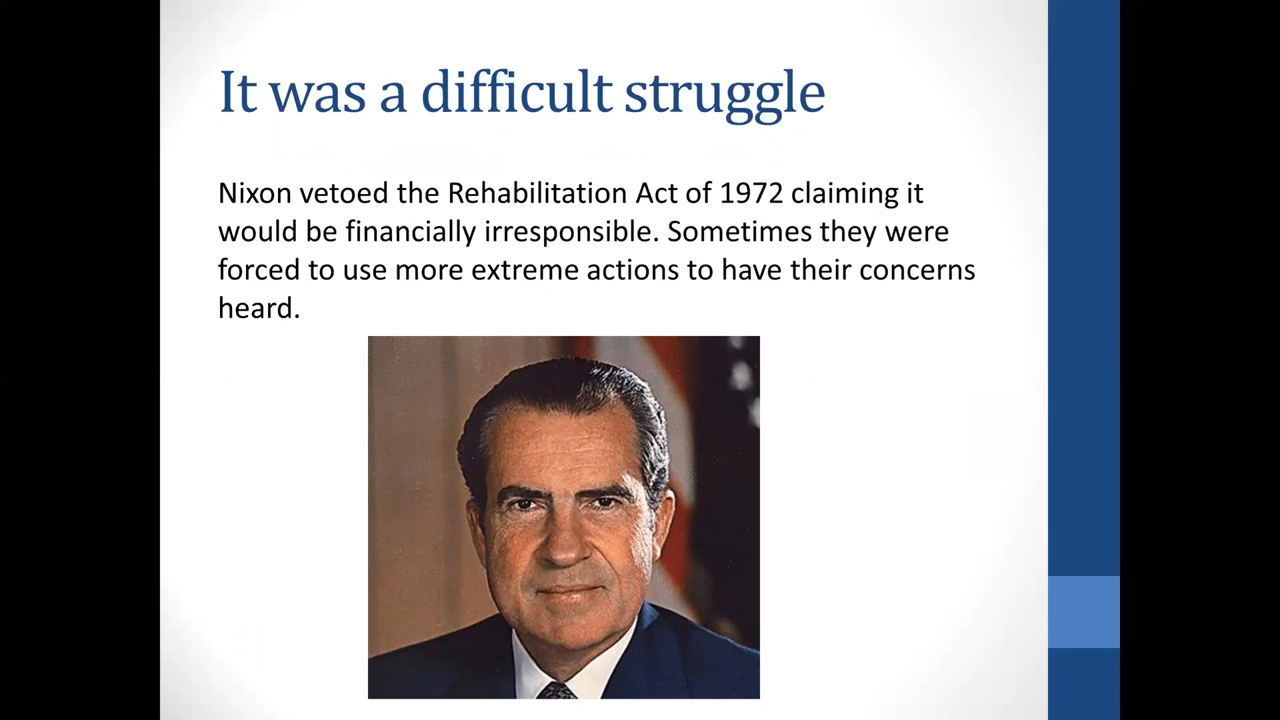 It was a difficult struggle
Nixon vetoed the Rehabilitation Act of 1972 claiming it
would be financially irresponsible. Sometimes they were
forced to use more extreme actions to have their concerns
heard.